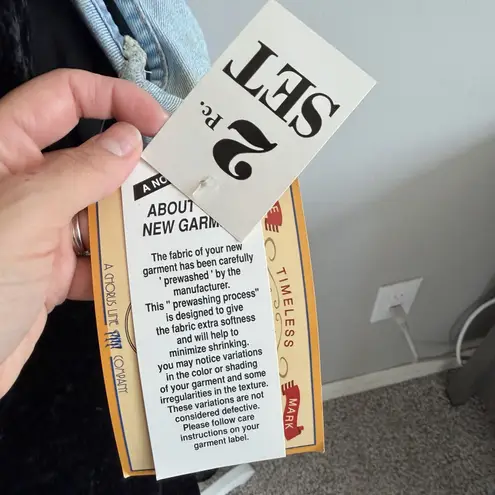 2 Pc.
SET
A NO
ABOUT
NEW GARM
The fabric of your new
garment has been carefully
' prewashed ' by the
manufacturer.
This " prewashing process"
is designed to give
the fabric extra softness
and will help to
minimize shrinking.
you may notice variations
in the color or shading
of your garment and some
irregularities in the texture.
These variations are not
considered defective.
Please follow care
instructions on your
garment label.
TIMELESS
MARK
A CHORUS LINE
COMPANY